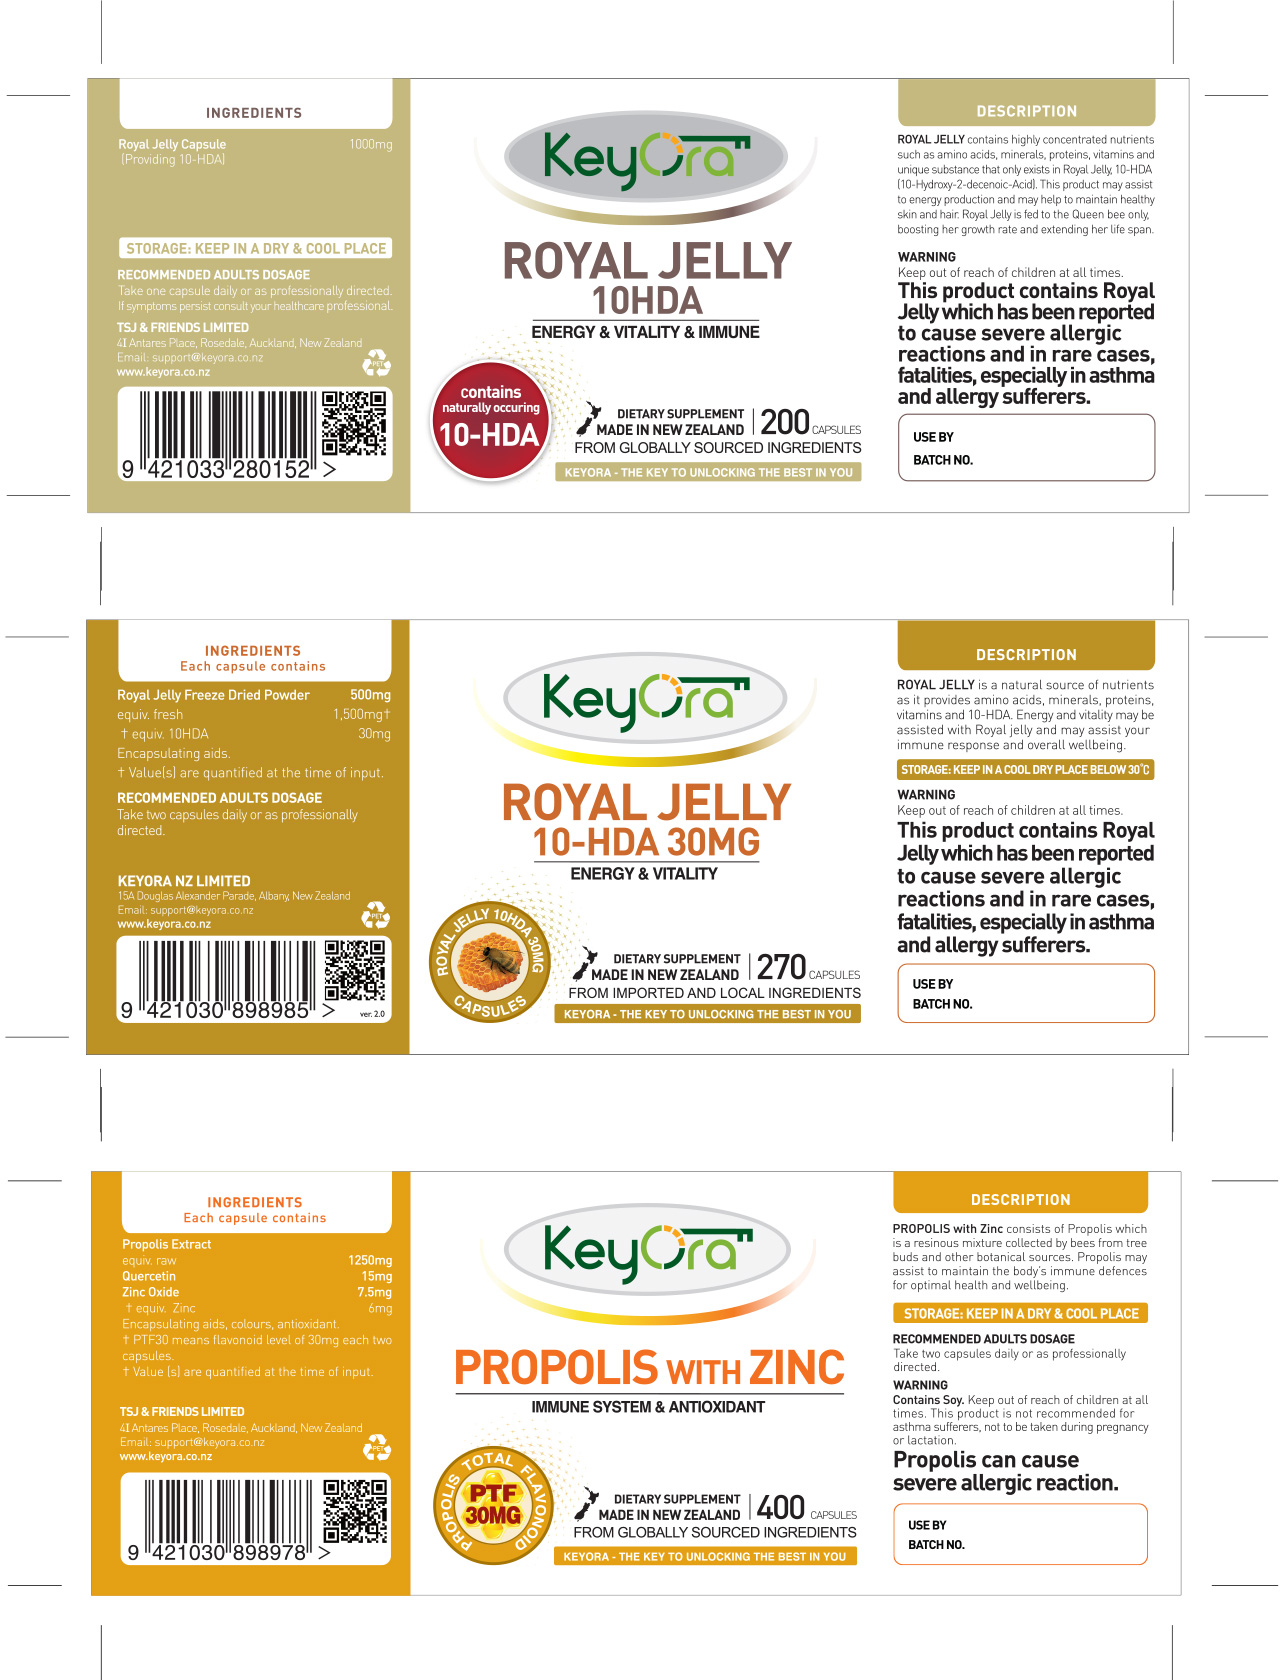 INGREDIENTS
Royal Jelly Capsule 1000mg
(Providing 10-HDA)
STORAGE: KEEP IN A DRY & COOL PLACE
RECOMMENDED ADULTS DOSAGE
Take one capsule daily or as professionally directed.
If symptoms persist consult your healthcare professional.
TSJ & FRIENDS LIMITED
4I Antares Place, Rosedale, Auckland, New Zealand
Email: support@keyora.co.nz
www.keyora.co.nz
PET
9 421033 280152 >
KeyOra
ROYAL JELLY
10HDA
ENERGY & VITALITY & IMMUNE
contains
naturally occuring
10-HDA
DIETARY SUPPLEMENT
MADE IN NEW ZEALAND
200 CAPSULES
FROM GLOBALLY SOURCED INGREDIENTS
KEYORA - THE KEY TO UNLOCKING THE BEST IN YOU
DESCRIPTION
ROYAL JELLY contains highly concentrated nutrients
such as amino acids, minerals, proteins, vitamins and
unique substance that only exists in Royal Jelly, 10-HDA
(10-Hydroxy-2-decenoic-Acid). This product may assist
to energy production and may help to maintain healthy
skin and hair. Royal Jelly is fed to the Queen bee only,
boosting her growth rate and extending her life span.
WARNING
Keep out of reach of children at all times.
This product contains Royal
Jelly which has been reported
to cause severe allergic
reactions and in rare cases,
fatalities, especially in asthma
and allergy sufferers.
USE BY
BATCH NO.
INGREDIENTS
Each capsule contains
Royal Jelly Freeze Dried Powder 500mg
equiv. fresh 1,500mg†
† equiv. 10HDA 30mg
Encapsulating aids.
† Value(s) are quantified at the time of input.
RECOMMENDED ADULTS DOSAGE
Take two capsules daily or as professionally
directed.
KEYORA NZ LIMITED
15A Douglas Alexander Parade, Albany, New Zealand
Email: support@keyora.co.nz
www.keyora.co.nz
PET
9 421030 898985 >
ver. 2.0
KeyOra
ROYAL JELLY
10-HDA 30MG
ENERGY & VITALITY
ROYAL JELLY 10HDA 30MG
CAPSULES
DIETARY SUPPLEMENT
MADE IN NEW ZEALAND
270 CAPSULES
FROM IMPORTED AND LOCAL INGREDIENTS
KEYORA - THE KEY TO UNLOCKING THE BEST IN YOU
DESCRIPTION
ROYAL JELLY is a natural source of nutrients
as it provides amino acids, minerals, proteins,
vitamins and 10-HDA. Energy and vitality may be
assisted with Royal jelly and may assist your
immune response and overall wellbeing.
STORAGE: KEEP IN A COOL DRY PLACE BELOW 30°C
WARNING
Keep out of reach of children at all times.
This product contains Royal
Jelly which has been reported
to cause severe allergic
reactions and in rare cases,
fatalities, especially in asthma
and allergy sufferers.
USE BY
BATCH NO.
INGREDIENTS
Each capsule contains
Propolis Extract
equiv. raw 1250mg
Quercetin 15mg
Zinc Oxide 7.5mg
† equiv. Zinc 6mg
Encapsulating aids, colours, antioxidant.
† PTF30 means flavonoid level of 30mg each two
capsules.
† Value (s) are quantified at the time of input.
TSJ & FRIENDS LIMITED
4I Antares Place, Rosedale, Auckland, New Zealand
Email: support@keyora.co.nz
www.keyora.co.nz
PET
9 421030 898978 >
KeyOra
PROPOLIS WITH ZINC
IMMUNE SYSTEM & ANTIOXIDANT
PROPOLIS TOTAL FLAVONOID
PTF
30MG
DIETARY SUPPLEMENT
MADE IN NEW ZEALAND
400 CAPSULES
FROM GLOBALLY SOURCED INGREDIENTS
KEYORA - THE KEY TO UNLOCKING THE BEST IN YOU
DESCRIPTION
PROPOLIS with Zinc consists of Propolis which
is a resinous mixture collected by bees from tree
buds and other botanical sources. Propolis may
assist to maintain the body's immune defences
for optimal health and wellbeing.
STORAGE: KEEP IN A DRY & COOL PLACE
RECOMMENDED ADULTS DOSAGE
Take two capsules daily or as professionally
directed.
WARNING
Contains Soy. Keep out of reach of children at all
times. This product is not recommended for
asthma sufferers, not to be taken during pregnancy
or lactation.
Propolis can cause
severe allergic reaction.
USE BY
BATCH NO.